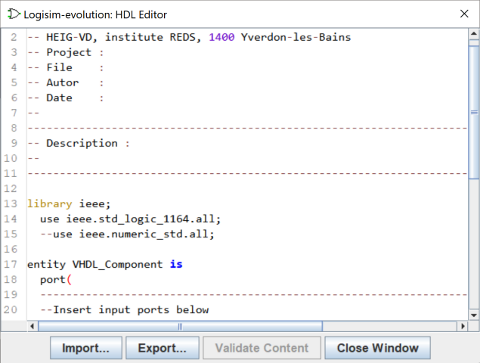 Logisim-evolution: HDL Editor
2 -- HEIG-VD, institute REDS, 1400 Yverdon-les-Bains
3 -- Project :
4 -- File    :
5 -- Autor   :
6 -- Date    :
7 --
8 --------------------------------------------------------------------
9 -- Description :
10 --
11 --------------------------------------------------------------------
12
13 library ieee;
14   use ieee.std_logic_1164.all;
15   --use ieee.numeric_std.all;
16
17 entity VHDL_Component is
18   port(
19   ------------------------------------------------------------------
20   --Insert input ports below
Import... Export... Validate Content Close Window